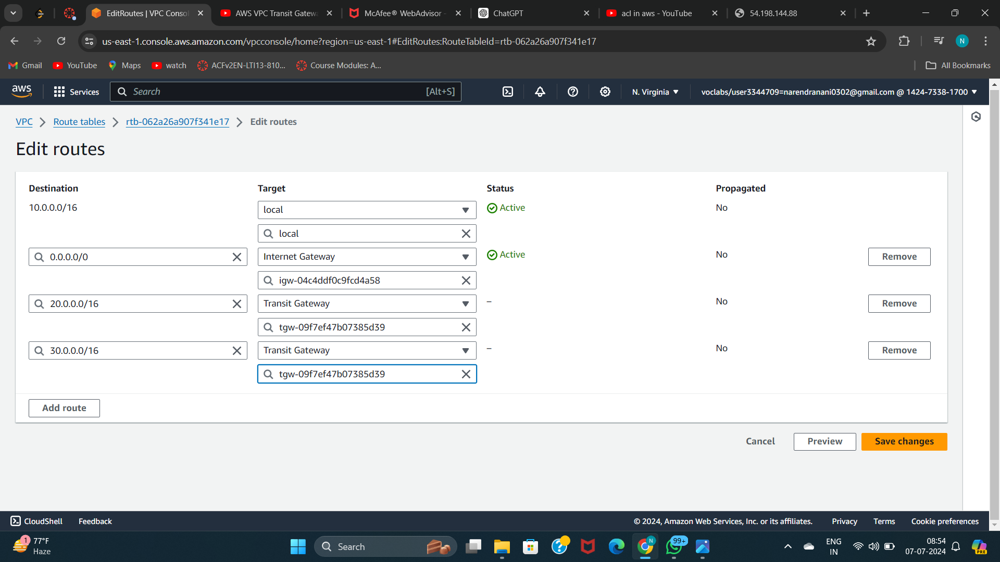 EditRoutes | VPC Consol
AWS VPC Transit Gatewa
McAfee® WebAdvisor -
ChatGPT
acl in aws - YouTube
54.198.144.88
us-east-1.console.aws.amazon.com/vpcconsole/home?region=us-east-1#EditRoutes:RouteTableId=rtb-062a26a907f341e17
N
Gmail
YouTube
Maps
watch
ACFv2EN-LTI13-810...
Course Modules: A...
All Bookmarks
aws
Services
Search
[Alt+S]
N. Virginia
voclabs/user3344709=narendranani0302@gmail.com @ 1424-7338-1700
VPC
Route tables
rtb-062a26a907f341e17
Edit routes
Edit routes
Destination
Target
Status
Propagated
10.0.0.0/16
local
Active
No
local
0.0.0.0/0
Internet Gateway
Active
No
Remove
igw-04c4ddf0c9fcd4a58
20.0.0.0/16
Transit Gateway
–
No
Remove
tgw-09f7ef47b07385d39
30.0.0.0/16
Transit Gateway
–
No
Remove
tgw-09f7ef47b07385d39
Add route
Cancel
Preview
Save changes
CloudShell
Feedback
© 2024, Amazon Web Services, Inc. or its affiliates.
Privacy
Terms
Cookie preferences
1
77°F
Haze
Search
N
99+
ENG
IN
08:54
07-07-2024
PRE